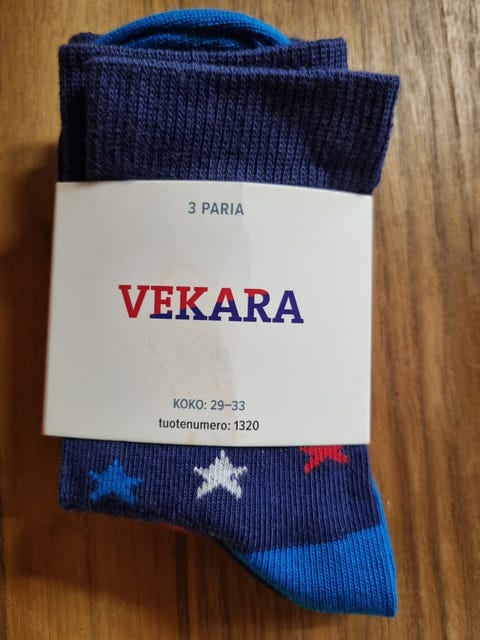 3 PARIA
VEKARA
KOKO: 29–33
tuotenumero: 1320